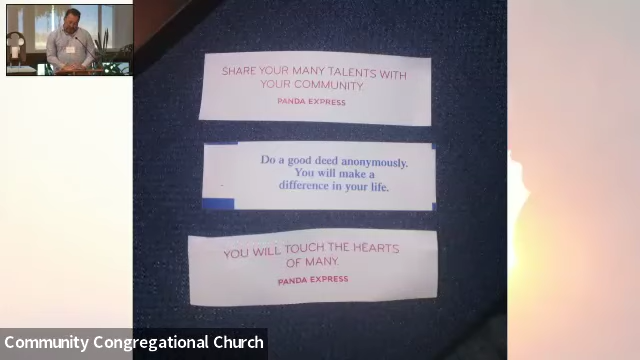 SHARE YOUR MANY TALENTS WITH
YOUR COMMUNITY.
PANDA EXPRESS
Do a good deed anonymously.
You will make a
difference in your life.
YOU WILL TOUCH THE HEARTS
OF MANY.
PANDA EXPRESS
Community Congregational Church